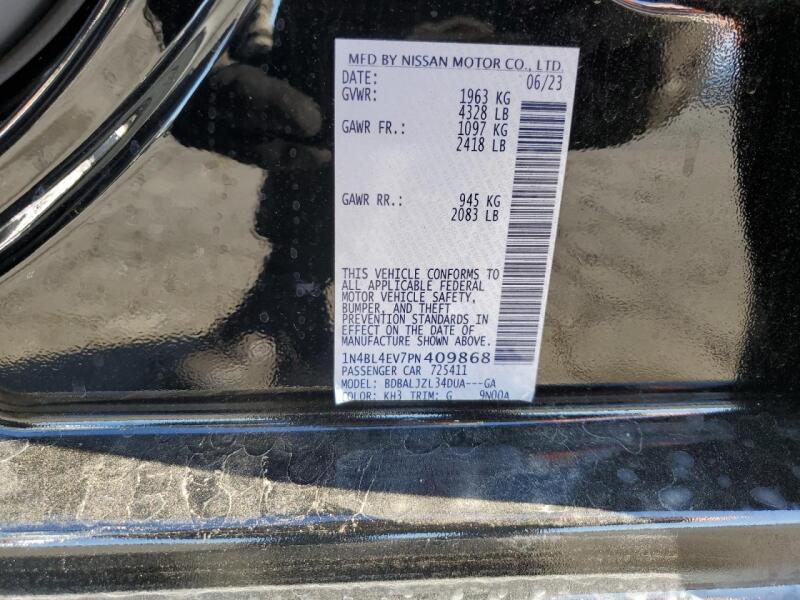 MFD BY NISSAN MOTOR CO., LTD.
DATE: 06/23
GVWR: 1963 KG
4328 LB
GAWR FR.: 1097 KG
2418 LB
GAWR RR.: 945 KG
2083 LB
THIS VEHICLE CONFORMS TO
ALL APPLICABLE FEDERAL
MOTOR VEHICLE SAFETY,
BUMPER, AND THEFT
PREVENTION STANDARDS IN
EFFECT ON THE DATE OF
MANUFACTURE SHOWN ABOVE.
1N4BL4EV7PN409868
PASSENGER CAR 725411
MODEL: BDBALJZL34DUA---GA
COLOR: KH3 TRIM: G 9N00A